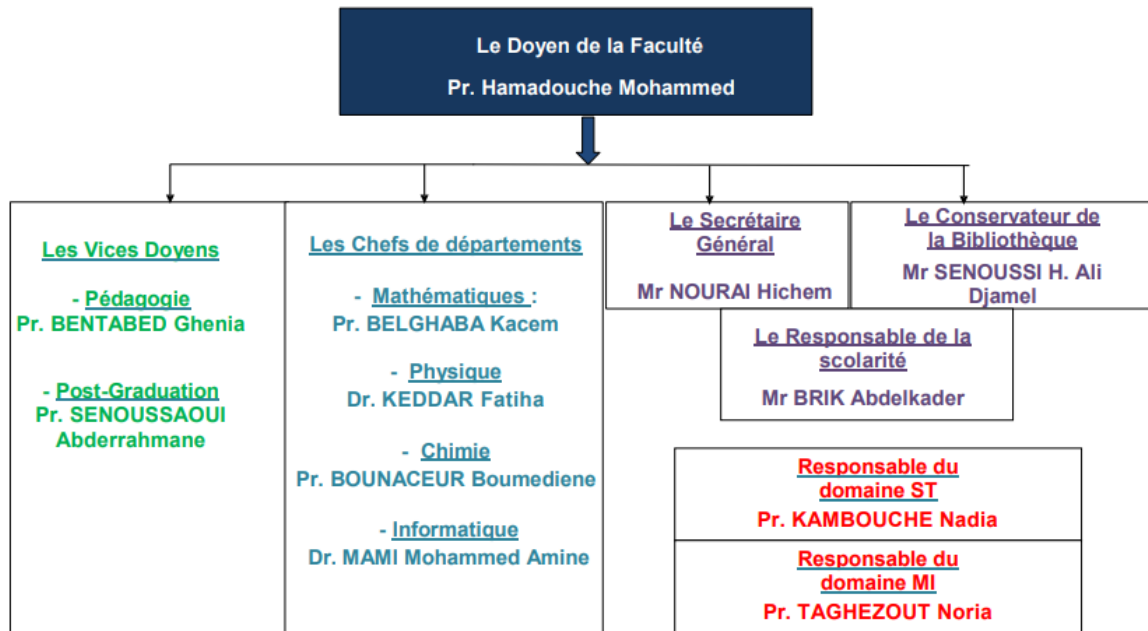 Le Doyen de la Faculté
Pr. Hamadouche Mohammed
Les Vices Doyens
- Pédagogie
Pr. BENTABED Ghenia
- Post-Graduation
Pr. SENOUSSAOUI
Abderrahmane
Les Chefs de départements
- Mathématiques :
Pr. BELGHABA Kacem
- Physique
Dr. KEDDAR Fatiha
- Chimie
Pr. BOUNACEUR Boumediene
- Informatique
Dr. MAMI Mohammed Amine
Le Secrétaire
Général
Mr NOURAI Hichem
Le Conservateur de
la Bibliothèque
Mr SENOUSSI H. Ali
Djamel
Le Responsable de la
scolarité
Mr BRIK Abdelkader
Responsable du
domaine ST
Pr. KAMBOUCHE Nadia
Responsable du
domaine MI
Pr. TAGHEZOUT Noria